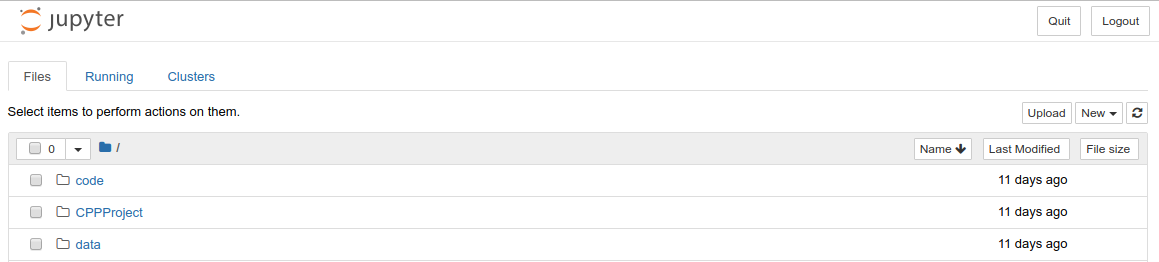 jupyter Quit Logout
Files Running Clusters
Select items to perform actions on them. Upload New
0 / Name Last Modified File size
code 11 days ago
CPPProject 11 days ago
data 11 days ago